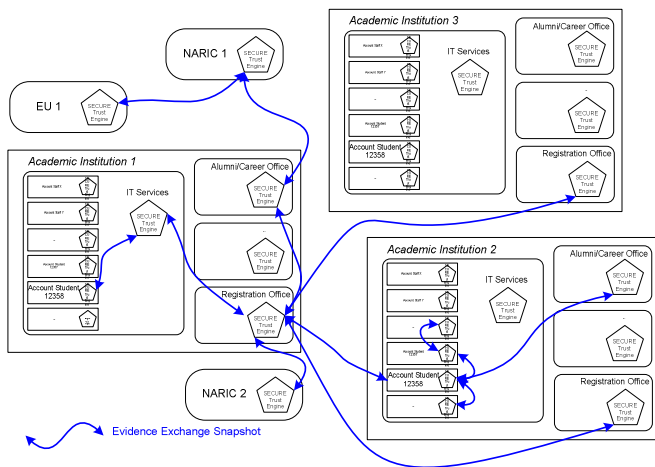 NARIC 1
SECURE
Trust
Engine
EU 1
SECURE
Trust
Engine
Academic Institution 1
Alumni/Career Office
SECURE
Trust
Engine
IT Services
SECURE
Trust
Engine
Account Student
12358
SECURE
Trust
Engine
Registration Office
SECURE
Trust
Engine
NARIC 2
SECURE
Trust
Engine
Evidence Exchange Snapshot
Academic Institution 3
Alumni/Career Office
SECURE
Trust
Engine
IT Services
SECURE
Trust
Engine
SECURE
Trust
Engine
Account Student
12358
Registration Office
SECURE
Trust
Engine
Academic Institution 2
Alumni/Career Office
SECURE
Trust
Engine
IT Services
SECURE
Trust
Engine
SECURE
Trust
Engine
Account Student
12358
Registration Office
SECURE
Trust
Engine